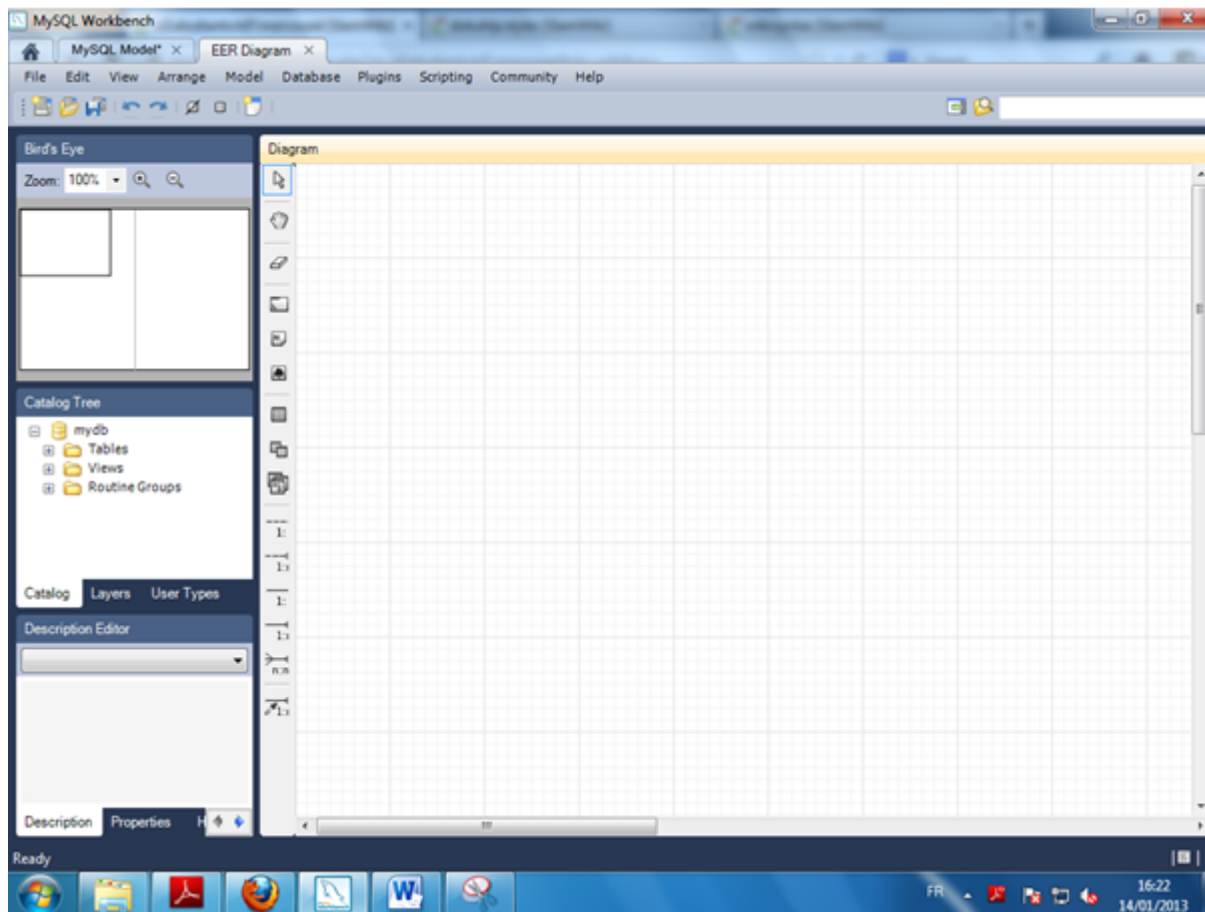 MySQL Workbench
MySQL Model* × EER Diagram ×
File Edit View Arrange Model Database Plugins Scripting Community Help
Bird's Eye
Zoom: 100%
Diagram
Catalog Tree
mydb
Tables
Views
Routine Groups
Catalog Layers User Types
Description Editor
Description Properties H
1:
1:
n:n
Ready
FR
16:22
14/01/2013